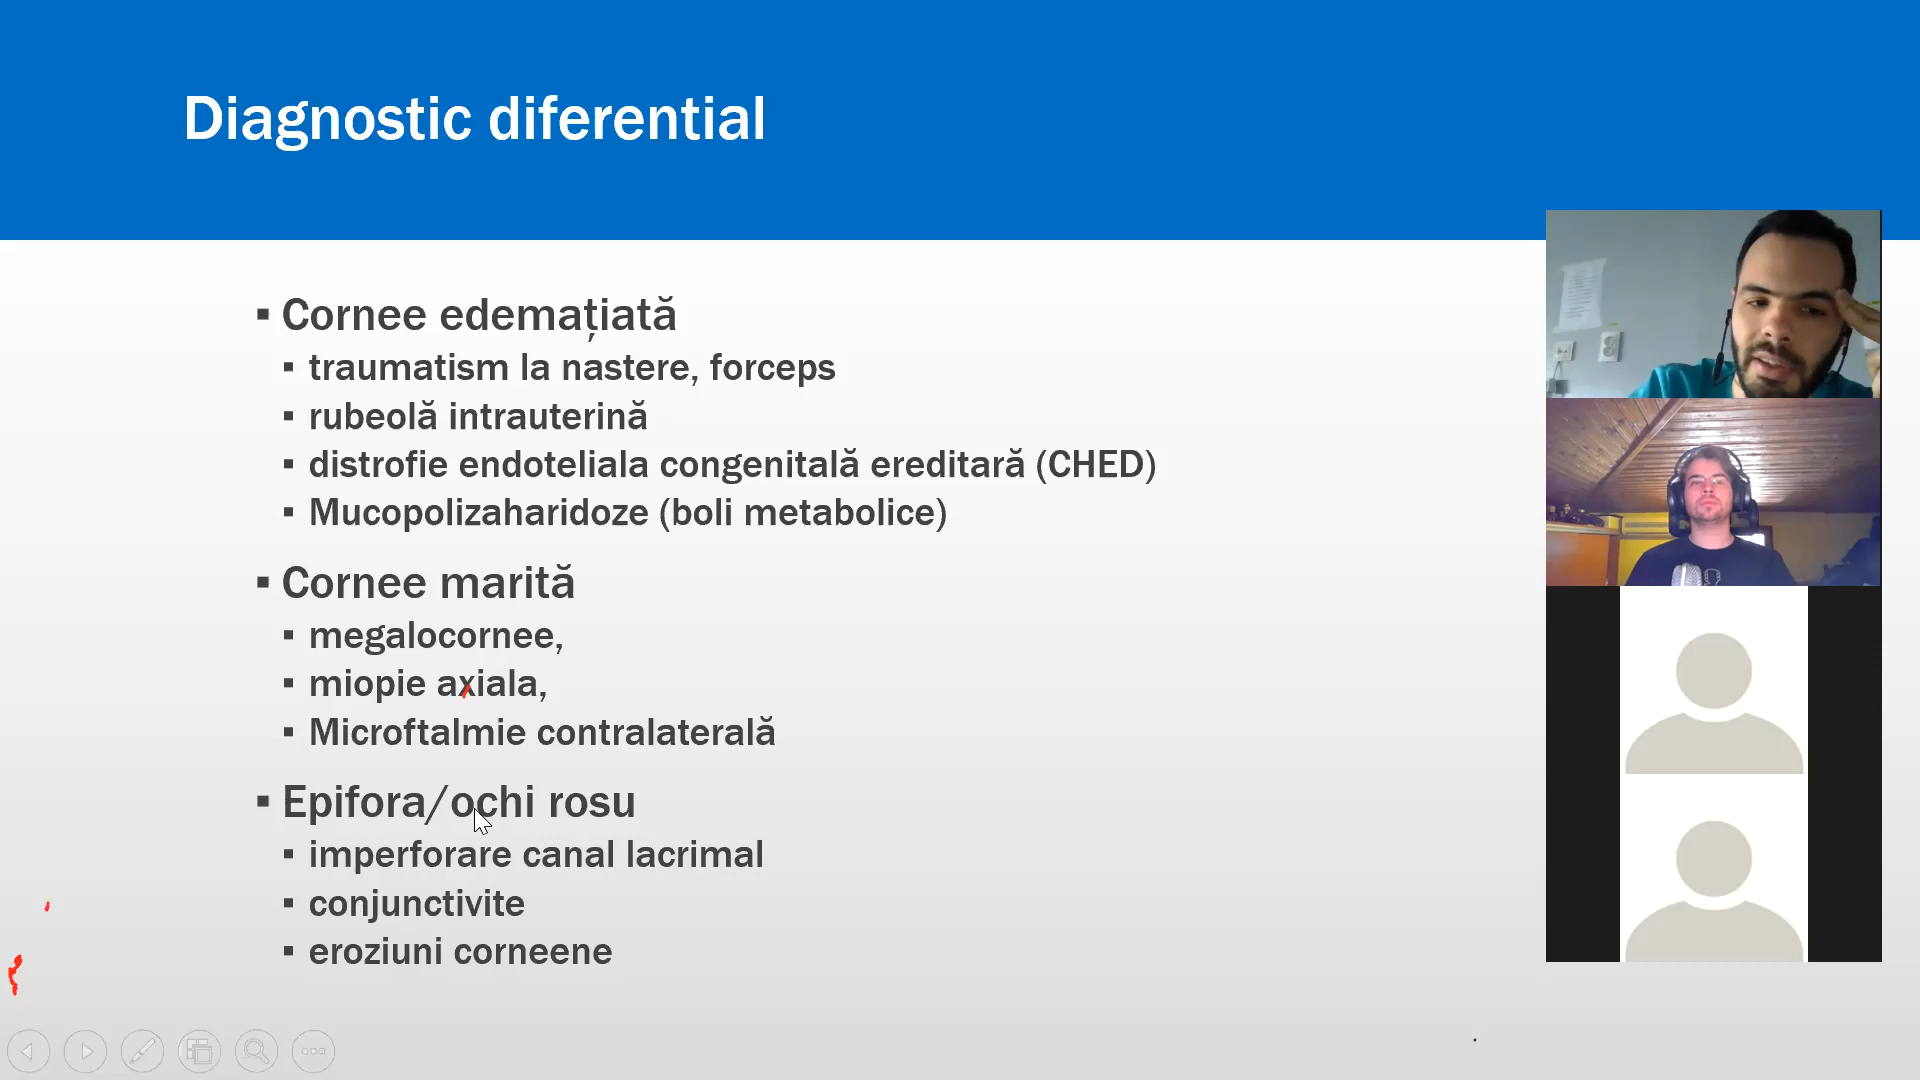 Diagnostic diferential
Cornee edemațiată
traumatism la nastere, forceps
rubeolă intrauterină
distrofie endoteliala congenitală ereditară (CHED)
Mucopolizaharidoze (boli metabolice)
Cornee marită
megalocornee,
miopie axiala,
Microftalmie contralaterală
Epifora/ochi rosu
imperforare canal lacrimal
conjunctivite
eroziuni corneene